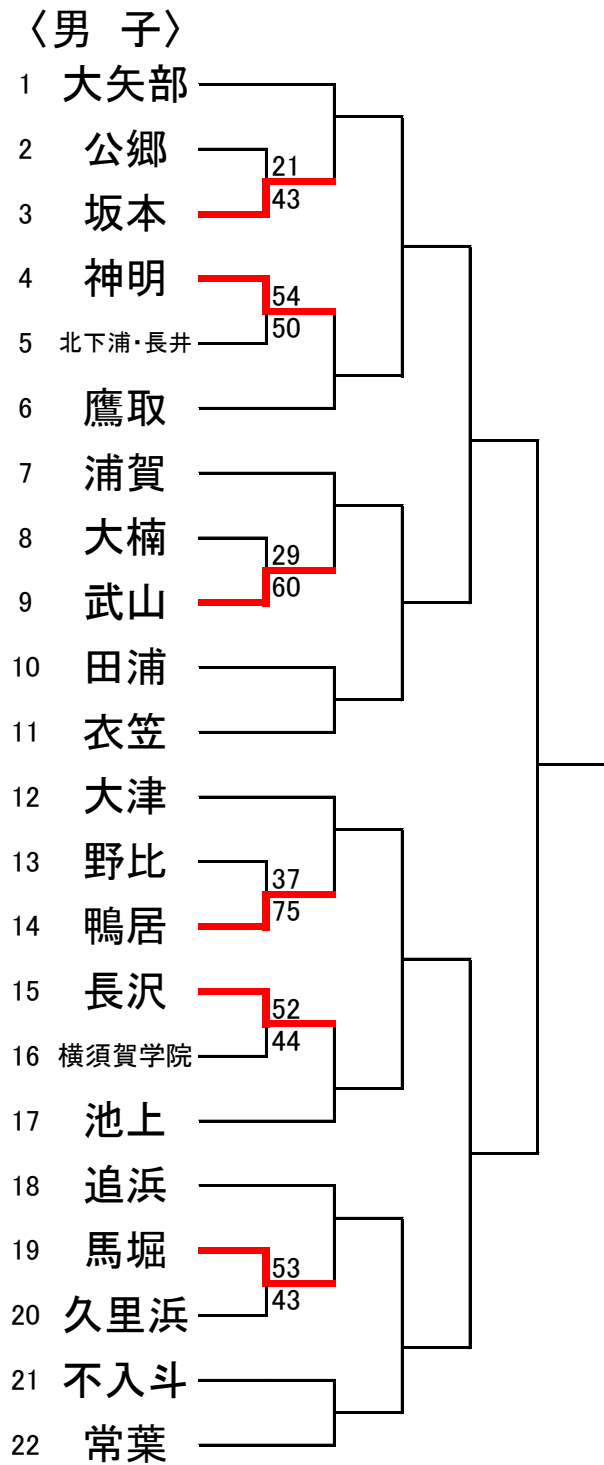 〈男 子〉
1 大矢部
2 公郷
21
3 坂本
43
4 神明
54
5 北下浦・長井
50
6 鷹取
7 浦賀
8 大楠
29
9 武山
60
10 田浦
11 衣笠
12 大津
13 野比
37
14 鴨居
75
15 長沢
52
16 横須賀学院
44
17 池上
18 追浜
19 馬堀
53
20 久里浜
43
21 不入斗
22 常葉